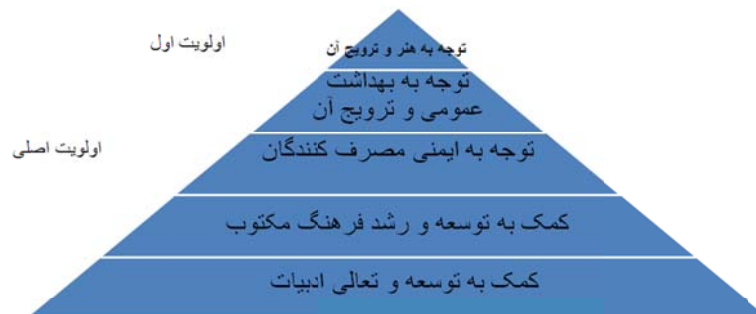 اولویت اول
توجه به هنر و ترویج آن
توجه به بهداشت
عمومی و ترویج آن
اولویت اصلی
توجه به ایمنی مصرف کنندگان
کمک به توسعه و رشد فرهنگ مکتوب
کمک به توسعه و تعالی ادبیات